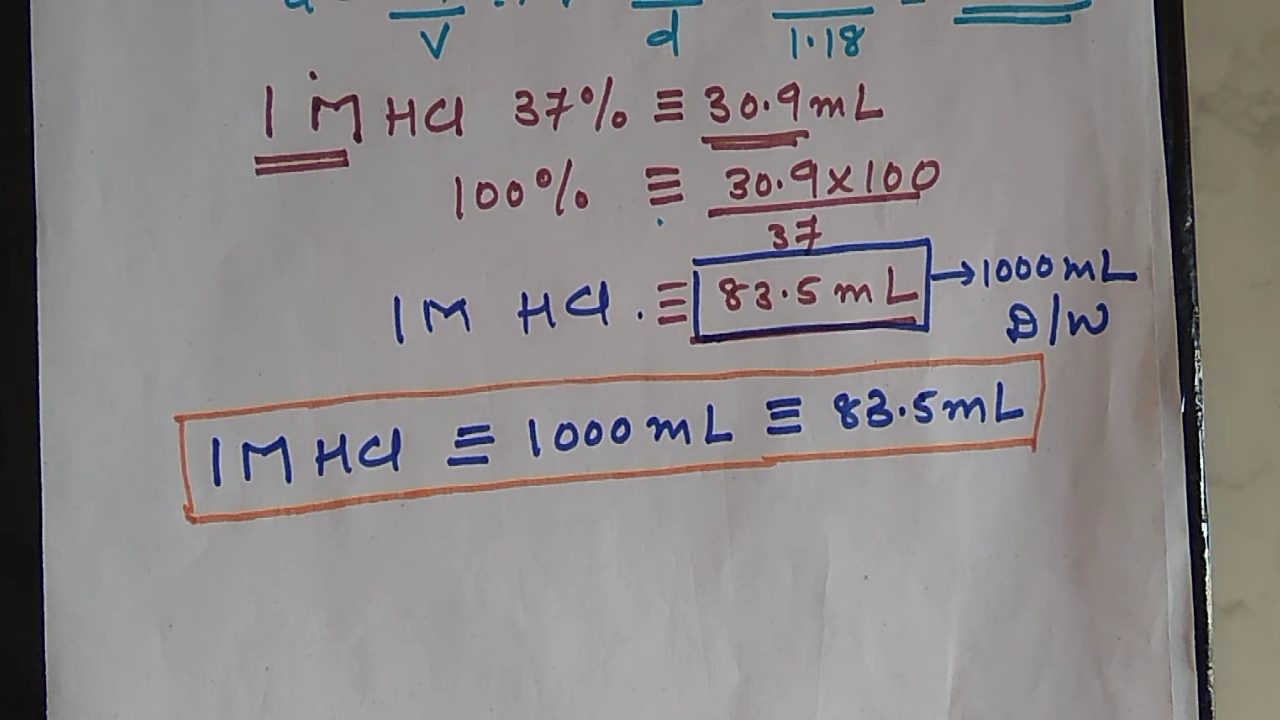 V d 1.18
1 M HCl 37% ≡ 30.9 mL
100% ≡ 30.9 x 100
37
1M HCl. ≡ 83.5 mL → 1000 mL
D/W
1M HCl ≡ 1000 mL ≡ 83.5 mL